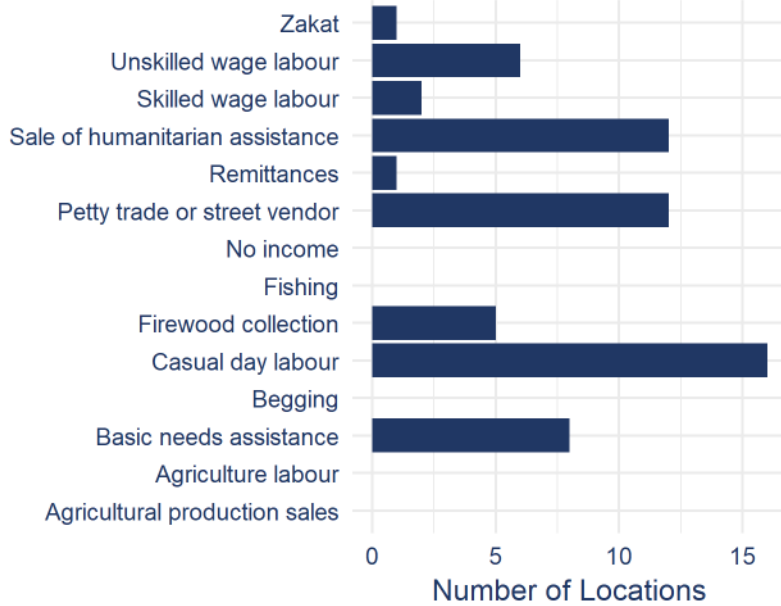 Zakat
Unskilled wage labour
Skilled wage labour
Sale of humanitarian assistance
Remittances
Petty trade or street vendor
No income
Fishing
Firewood collection
Casual day labour
Begging
Basic needs assistance
Agriculture labour
Agricultural production sales
0 5 10 15
Number of Locations